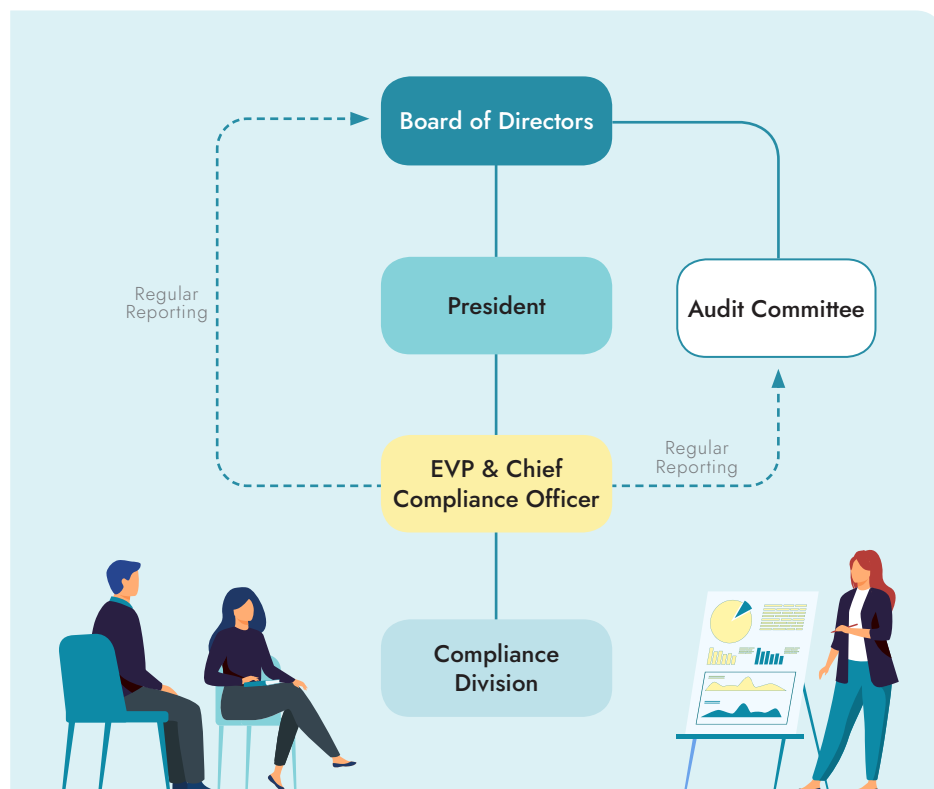 Board of Directors
Regular
Reporting
President
Audit Committee
EVP & Chief
Compliance Officer
Regular
Reporting
Compliance
Division